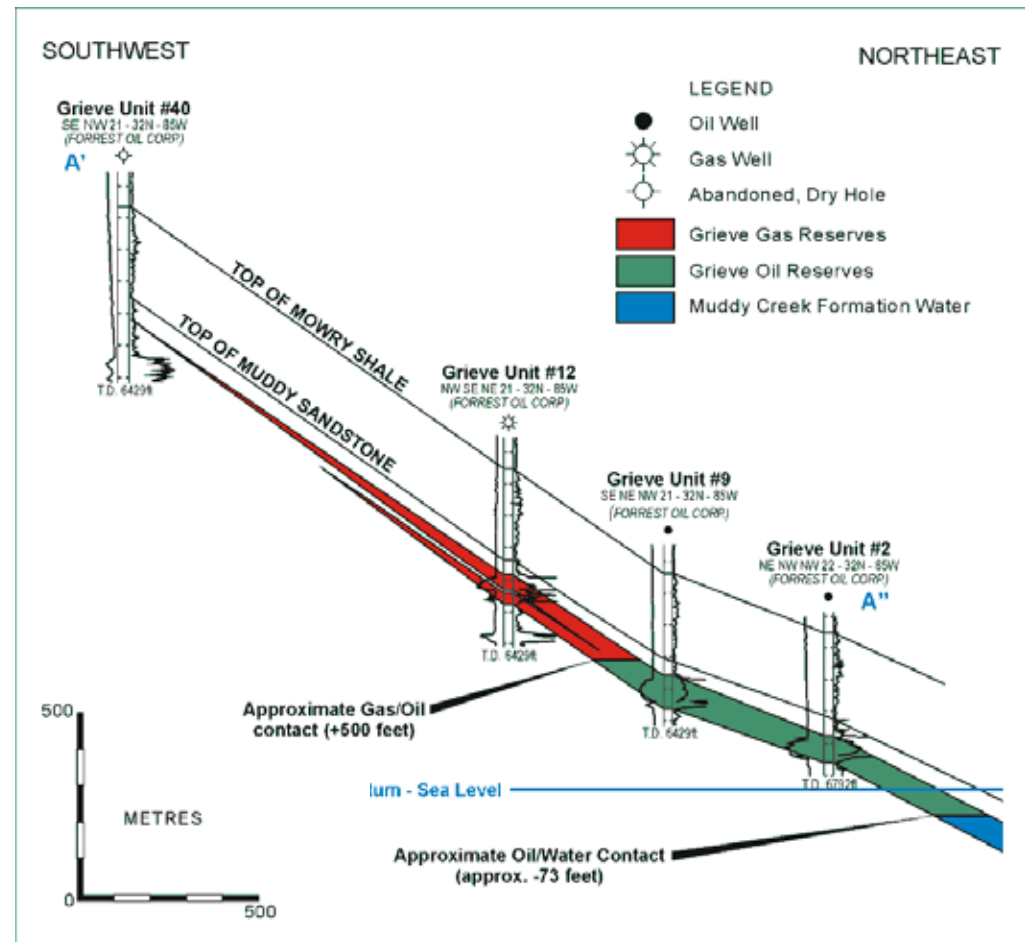 SOUTHWEST
NORTHEAST
LEGEND
Oil Well
Gas Well
Abandoned, Dry Hole
Grieve Gas Reserves
Grieve Oil Reserves
Muddy Creek Formation Water
Grieve Unit #40
SE NW 21 - 32N - 85W
(FORREST OIL CORP.)
A'
T.D. 6429ft
TOP OF MOWRY SHALE
TOP OF MUDDY SANDSTONE
Grieve Unit #12
NW SE NE 21 - 32N - 85W
(FORREST OIL CORP.)
T.D. 6429ft
Grieve Unit #9
SE NE NW 21 - 32N - 85W
(FORREST OIL CORP.)
T.D. 6429ft
Grieve Unit #2
NE NW NW 22 - 32N - 85W
(FORREST OIL CORP.)
A"
T.D. 6792ft
Approximate Gas/Oil
contact (+500 feet)
lum - Sea Level
Approximate Oil/Water Contact
(approx. -73 feet)
500
METRES
0
500